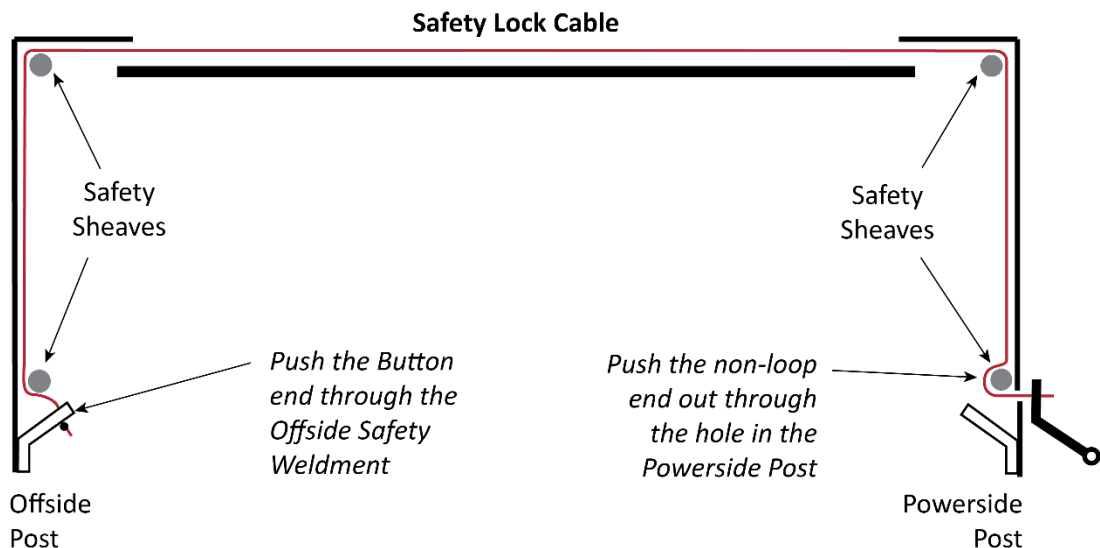 Safety Lock Cable
Safety
Sheaves
Safety
Sheaves
Push the Button
end through the
Offside Safety
Weldment
Push the non-loop
end out through
the hole in the
Powerside Post
Offside
Post
Powerside
Post